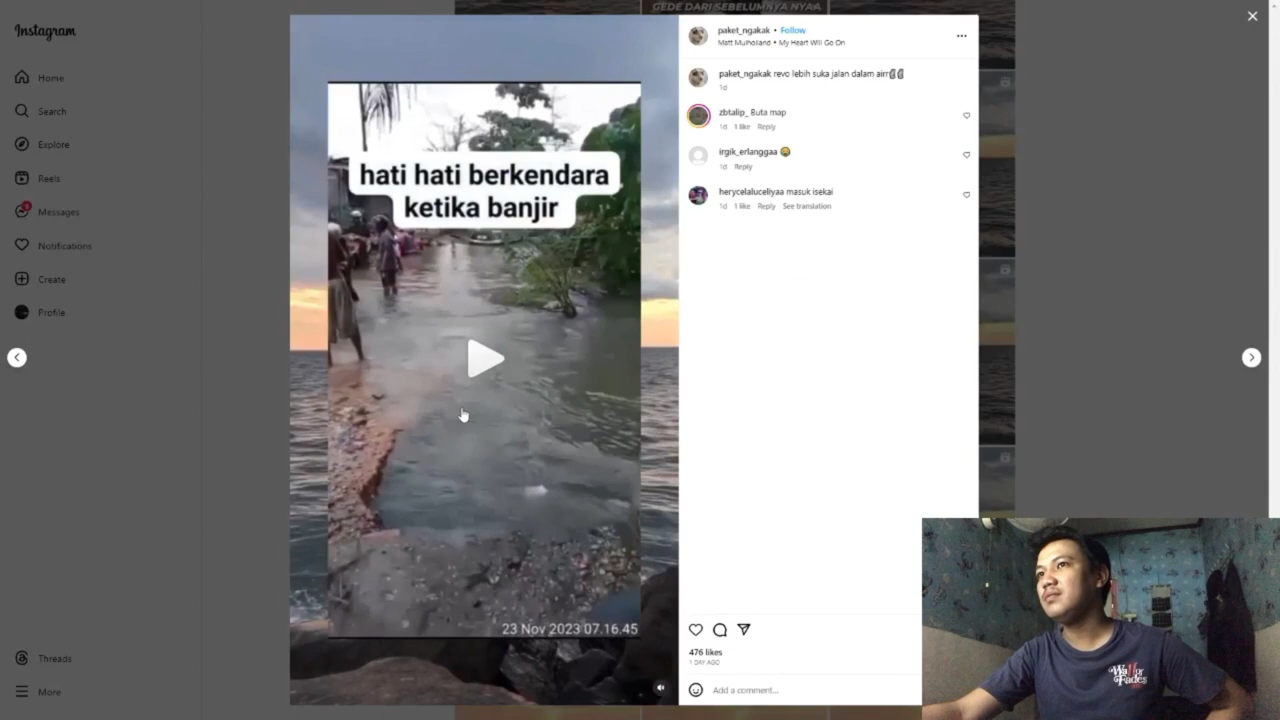 GEDE DARI SEBELUMNYA NYAA
Instagram
Home
Search
Explore
Reels
Messages
Notifications
Create
Profile
Threads
More
hati hati berkendara
ketika banjir
23 Nov 2023 07.16.45
paket_ngakak • Follow
Matt Mulholland • My Heart Will Go On
paket_ngakak revo lebih suka jalan dalam airr
1d
zbtalip_ Buta map
1d 1 like Reply
irgik_erlanggaa
1d Reply
herycelaluceliyaa masuk isekai
1d 1 like Reply See translation
476 likes
1 DAY AGO
Add a comment...
Fades